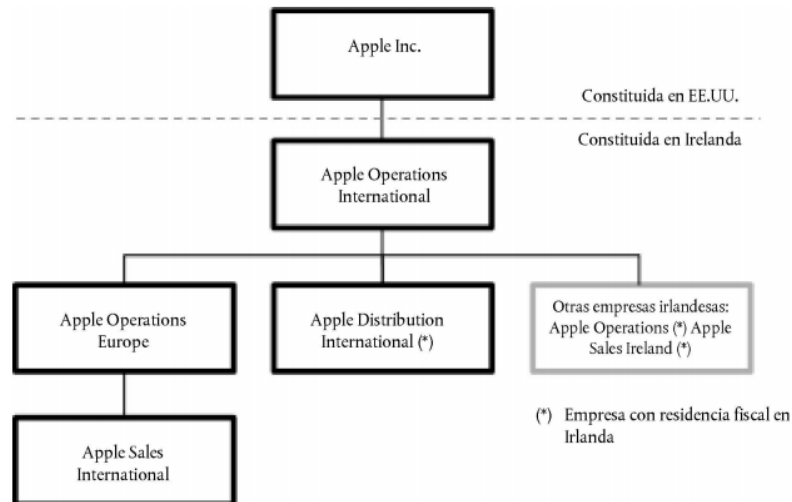 Apple Inc.
Constituida en EE.UU.
Constituida en Irelanda
Apple Operations
International
Apple Operations
Europe
Apple Distribution
International (*)
Otras empresas irlandesas:
Apple Operations (*) Apple
Sales Ireland (*)
Apple Sales
International
(*) Empresa con residencia fiscal en
Irlanda